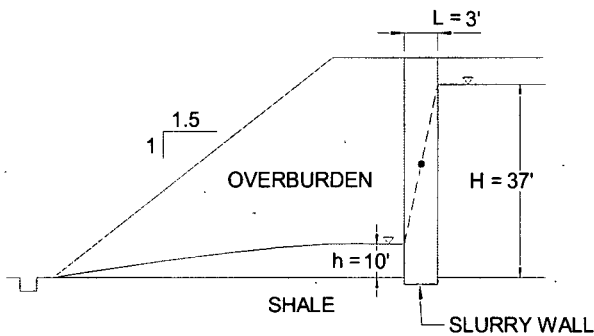 L = 3'
1.5
1
OVERBURDEN
H = 37'
h = 10'
SHALE
SLURRY WALL